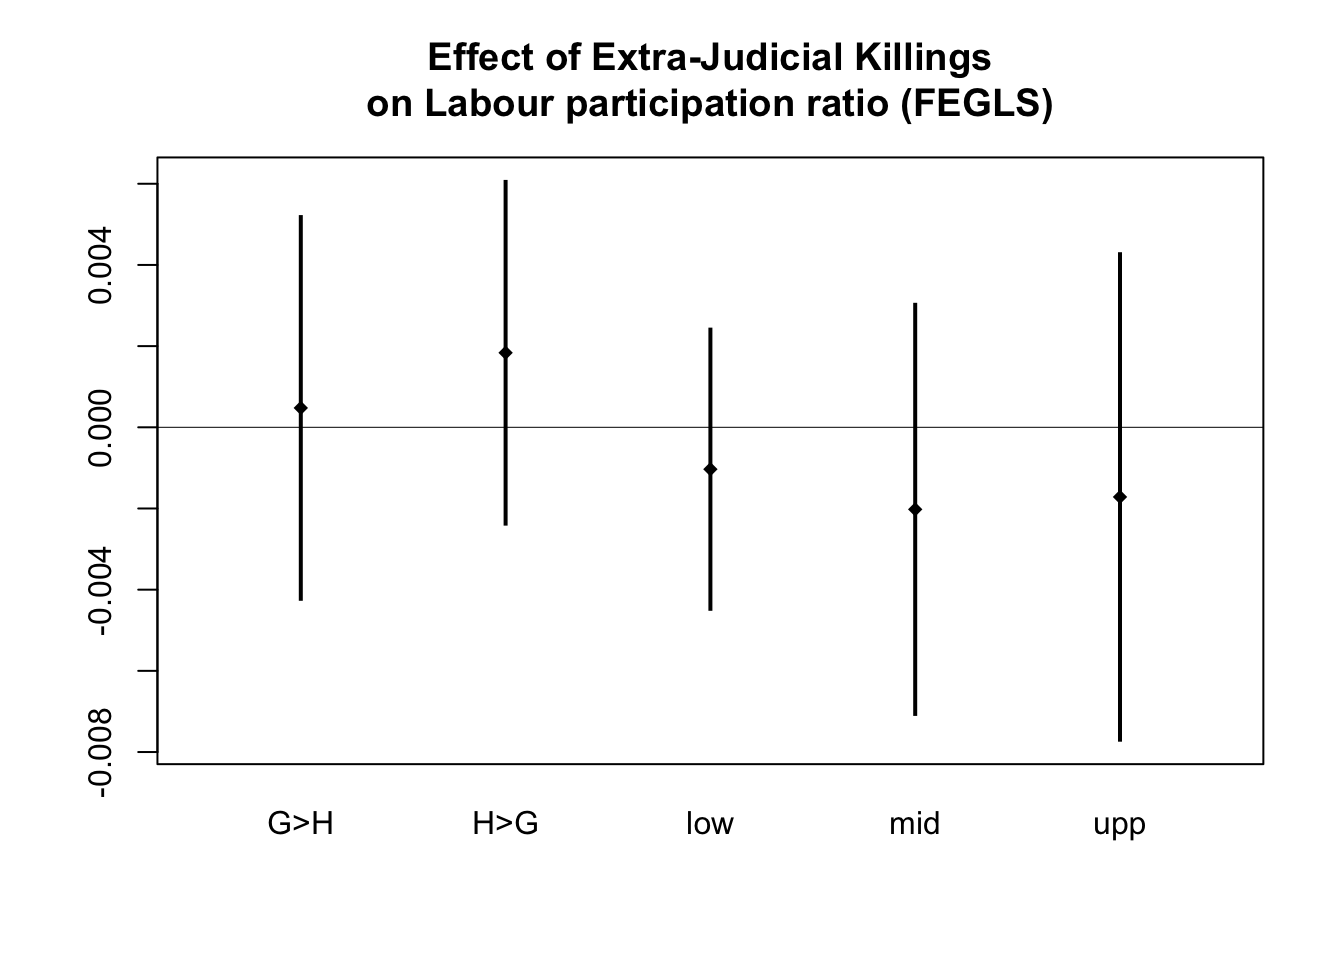 Effect of Extra-Judicial Killings
on Labour participation ratio (FEGLS)
0.004
0.000
-0.004
-0.008
G>H H>G low mid upp